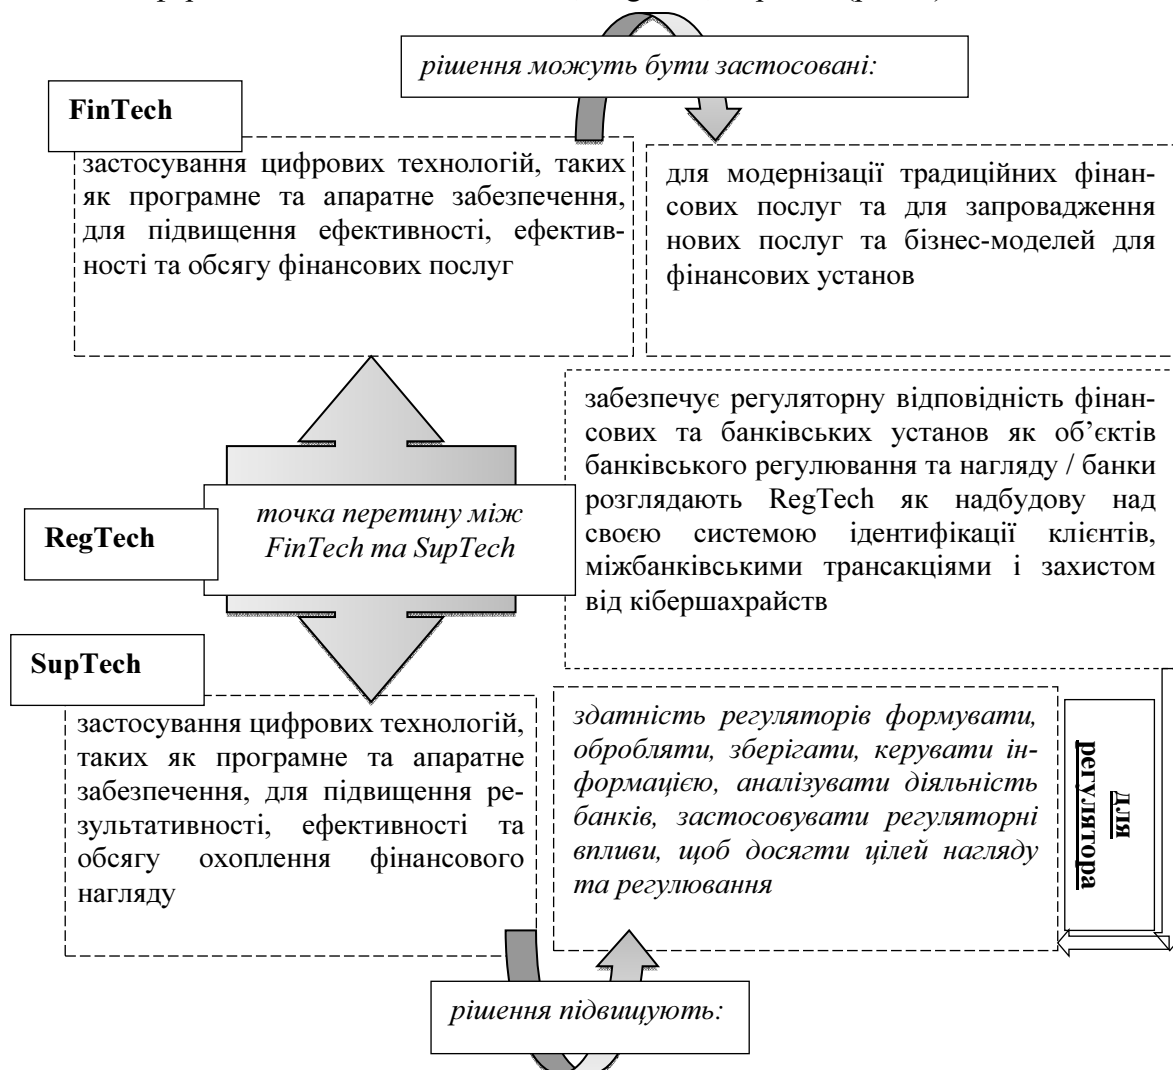 рішення можуть бути застосовані:
FinTech
застосування цифрових технологій, таких
як програмне та апаратне забезпечення,
для підвищення ефективності, ефектив-
ності та обсягу фінансових послуг
для модернізації традиційних фінан-
сових послуг та для запровадження
нових послуг та бізнес-моделей для
фінансових установ
RegTech
точка перетину між
FinTech та SupTech
забезпечує регуляторну відповідність фінан-
сових та банківських установ як об’єктів
банківського регулювання та нагляду / банки
розглядають RegTech як надбудову над
своєю системою ідентифікації клієнтів,
міжбанківськими трансакціями і захистом
від кібершахрайств
SupTech
застосування цифрових технологій,
таких як програмне та апаратне
забезпечення, для підвищення ре-
зультативності, ефективності та
обсягу охоплення фінансового
нагляду
здатність регуляторів формувати,
обробляти, зберігати, керувати ін-
формацією, аналізувати діяльність
банків, застосовувати регуляторні
впливи, щоб досягти цілей нагляду
та регулювання
для
регулятора
рішення підвищують: